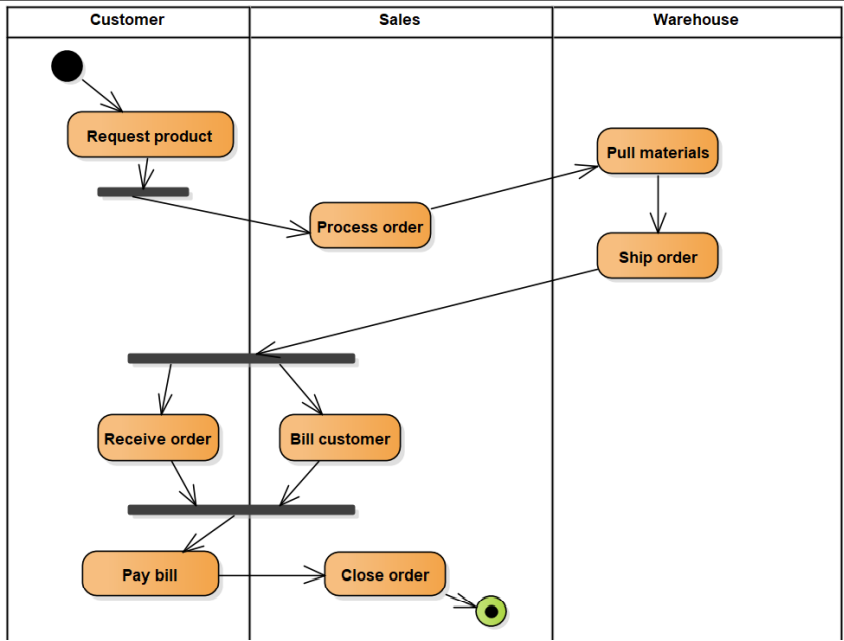 Customer
Sales
Warehouse
Request product
Pull materials
Process order
Ship order
Receive order
Bill customer
Pay bill
Close order